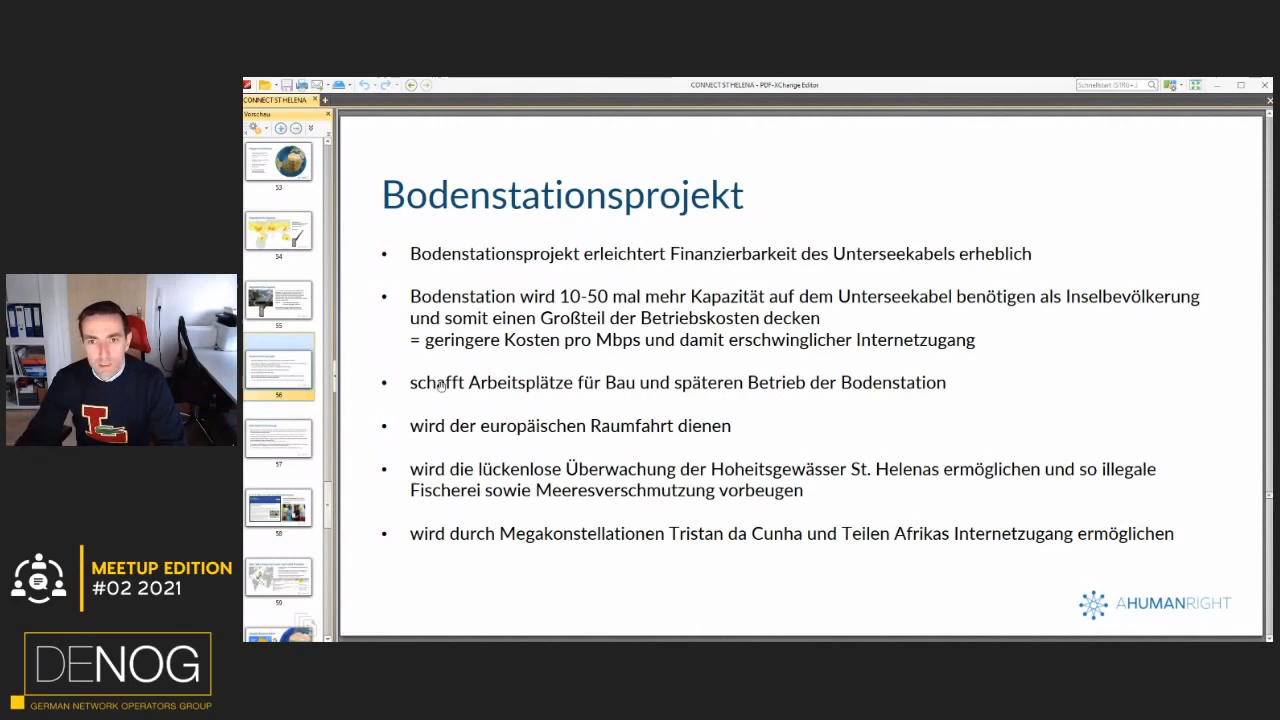 CONNECT ST HELENA - PDF-XChange Editor
Schnellstart (STRG+J
CONNECT ST HELENA
Vorschau
53
54
55
56
57
58
59
Bodenstationsprojekt
• Bodenstationsprojekt erleichtert Finanzierbarkeit des Unterseekabels erheblich
• Bodenstation wird 10-50 mal mehr Kapazität auf dem Unterseekabel benötigen als Inselbevölkerung
und somit einen Großteil der Betriebskosten decken
= geringere Kosten pro Mbps und damit erschwinglicher Internetzugang
• schafft Arbeitsplätze für Bau und späteren Betrieb der Bodenstation
• wird der europäischen Raumfahrt dienen
• wird die lückenlose Überwachung der Hoheitsgewässer St. Helenas ermöglichen und so illegale
Fischerei sowie Meeresverschmutzung vorbeugen
• wird durch Megakonstellationen Tristan da Cunha und Teilen Afrikas Internetzugang ermöglichen
AHUMANRIGHT
L
MEETUP EDITION
#02 2021
DENOG
GERMAN NETWORK OPERATORS GROUP